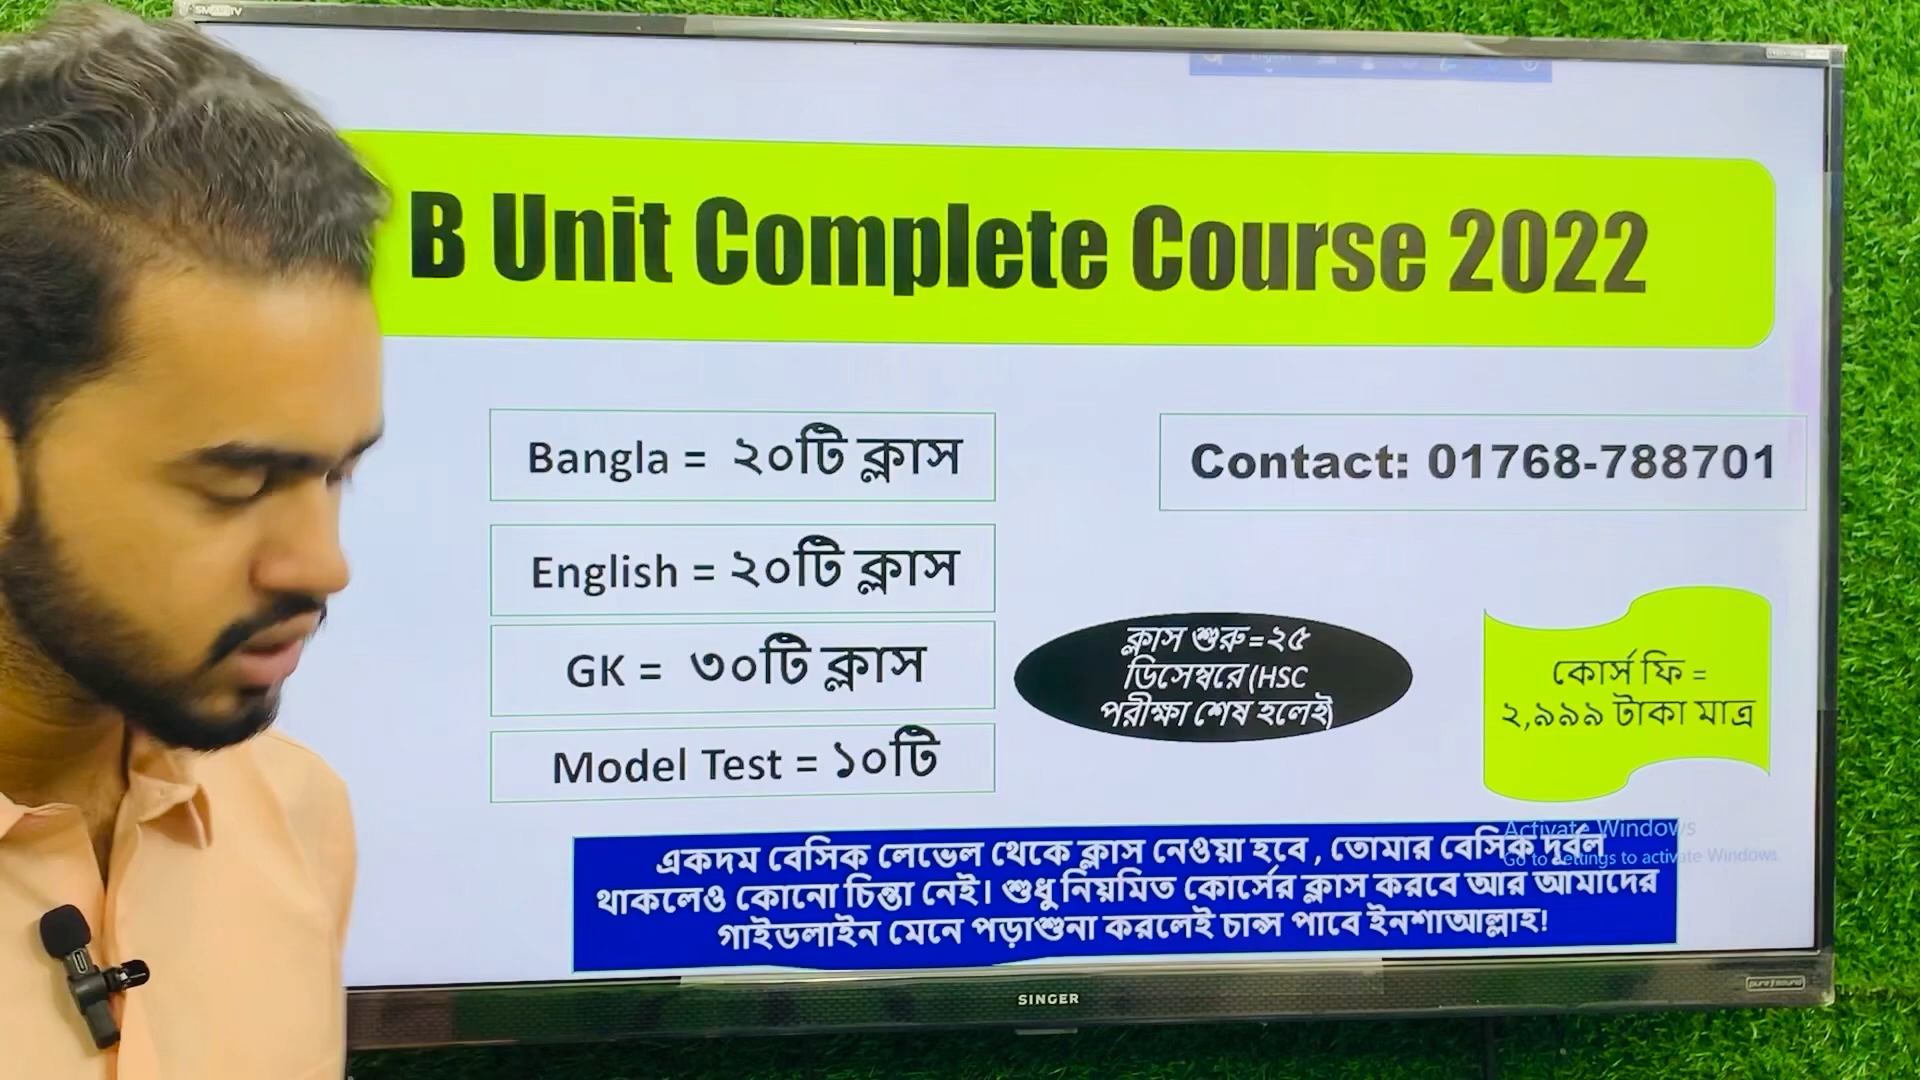 B Unit Complete Course 2022
Bangla = ২০টি ক্লাস
Contact: 01768-788701
English = ২০টি ক্লাস
GK = ৩০টি ক্লাস
Model Test = ১০টি
ক্লাস শুরু=২৫
ডিসেম্বরে(HSC
পরীক্ষা শেষ হলেই)
কোর্স ফি =
২,৯৯৯ টাকা মাত্র
একদম বেসিক লেভেল থেকে ক্লাস নেওয়া হবে , তোমার বেসিক দূর্বল
থাকলেও কোনো চিন্তা নেই। শুধু নিয়মিত কোর্সের ক্লাস করবে আর আমাদের
গাইডলাইন মেনে পড়াশুনা করলেই চান্স পাবে ইনশাআল্লাহ!
Activate Windows
Go to Settings to activate Windows.
SINGER